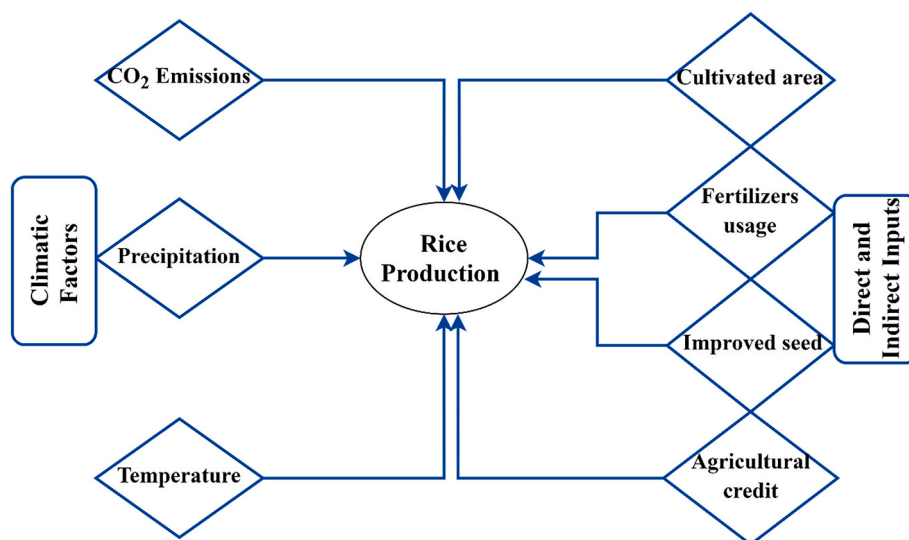 CO₂ Emissions
Cultivated area
Climatic
Factors
Precipitation
Rice
Production
Fertilizers
usage
Direct and
Indirect Inputs
Improved seed
Temperature
Agricultural
credit